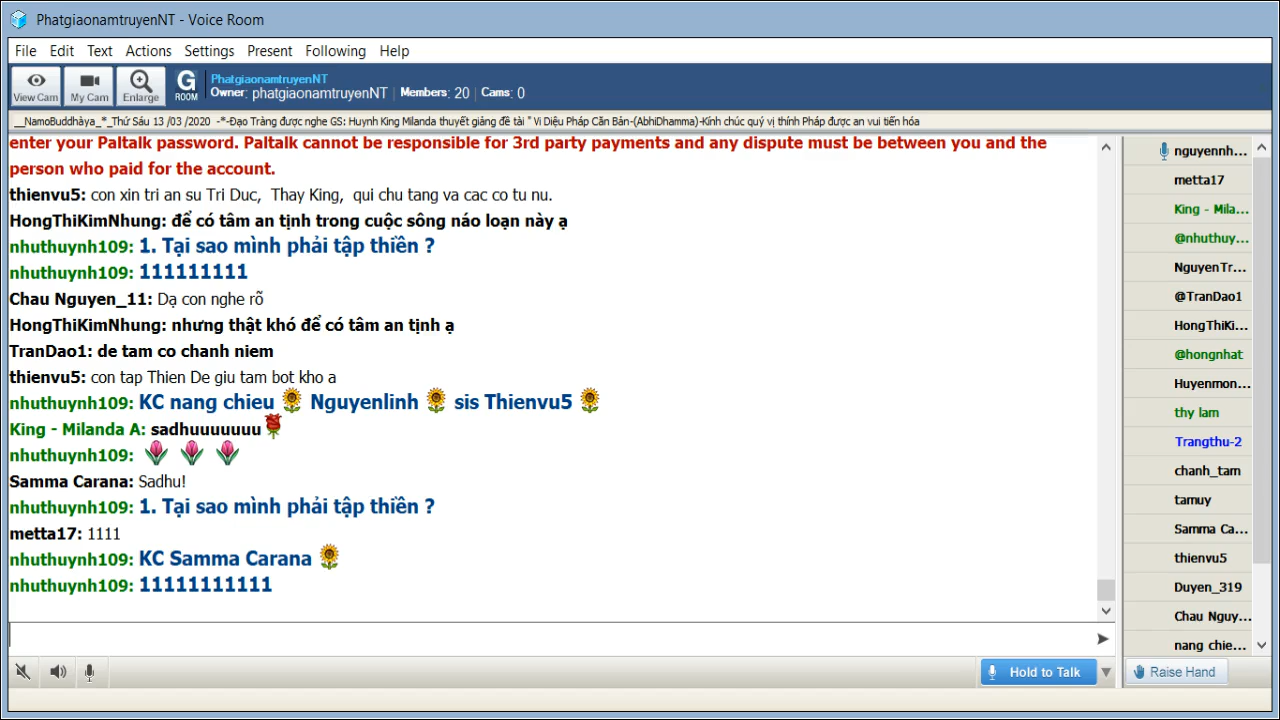 PhatgiaonamtruyenNT - Voice Room
File Edit Text Actions Settings Present Following Help
View Cam My Cam Enlarge G ROOM PhatgiaonamtruyenNT
Owner: phatgiaonamtruyenNT Members: 20 Cams: 0
__NamoBuddhàya_*_Thứ Sáu 13 /03 /2020 -*-Đạo Tràng được nghe GS: Huynh King Milanda thuyết giảng đề tài " Vi Diệu Pháp Căn Bản-(AbhiDhamma)-Kính chúc quý vị thính Pháp được an vui tiến hóa
enter your Paltalk password. Paltalk cannot be responsible for 3rd party payments and any dispute must be between you and the
person who paid for the account.
thienvu5: con xin tri an su Tri Duc, Thay King, qui chu tang va cac co tu nu.
HongThiKimNhung: để có tâm an tịnh trong cuộc sông náo loạn này ạ
nhuthuynh109: 1. Tại sao mình phải tập thiền ?
nhuthuynh109: 111111111
Chau Nguyen_11: Dạ con nghe rõ
HongThiKimNhung: nhưng thật khó để có tâm an tịnh ạ
TranDao1: de tam co chanh niem
thienvu5: con tap Thien De giu tam bot kho a
nhuthuynh109: KC nang chieu Nguyenlinh sis Thienvu5
King - Milanda A: sadhuuuuuuu
nhuthuynh109:
Samma Carana: Sadhu!
nhuthuynh109: 1. Tại sao mình phải tập thiền ?
metta17: 1111
nhuthuynh109: KC Samma Carana
nhuthuynh109: 11111111111
nguyennh...
metta17
King - Mila...
@nhuthuy...
NguyenTr...
@TranDao1
HongThiKi...
@hongnhat
Huyenmon...
thy lam
Trangthu-2
chanh_tam
tamuy
Samma Ca...
thienvu5
Duyen_319
Chau Nguy...
nang chie...
Hold to Talk
Raise Hand